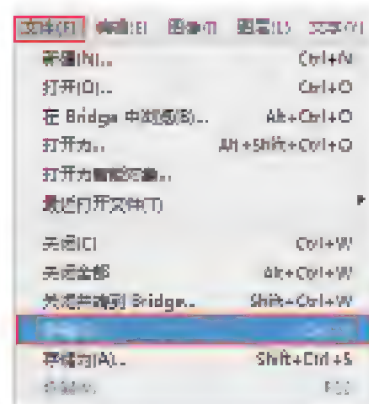 文件(F) 编辑(E) 图像(I) 图层(L) 文字(Y)
新建(N)... Ctrl+N
打开(O)... Ctrl+O
在 Bridge 中浏览(B)... Alt+Ctrl+O
打开为... Alt+Shift+Ctrl+O
打开为智能对象...
最近打开文件(T)
关闭(C) Ctrl+W
关闭全部 Alt+Ctrl+W
关闭并转到 Bridge... Shift+Ctrl+W
存储为(A)... Shift+Ctrl+S